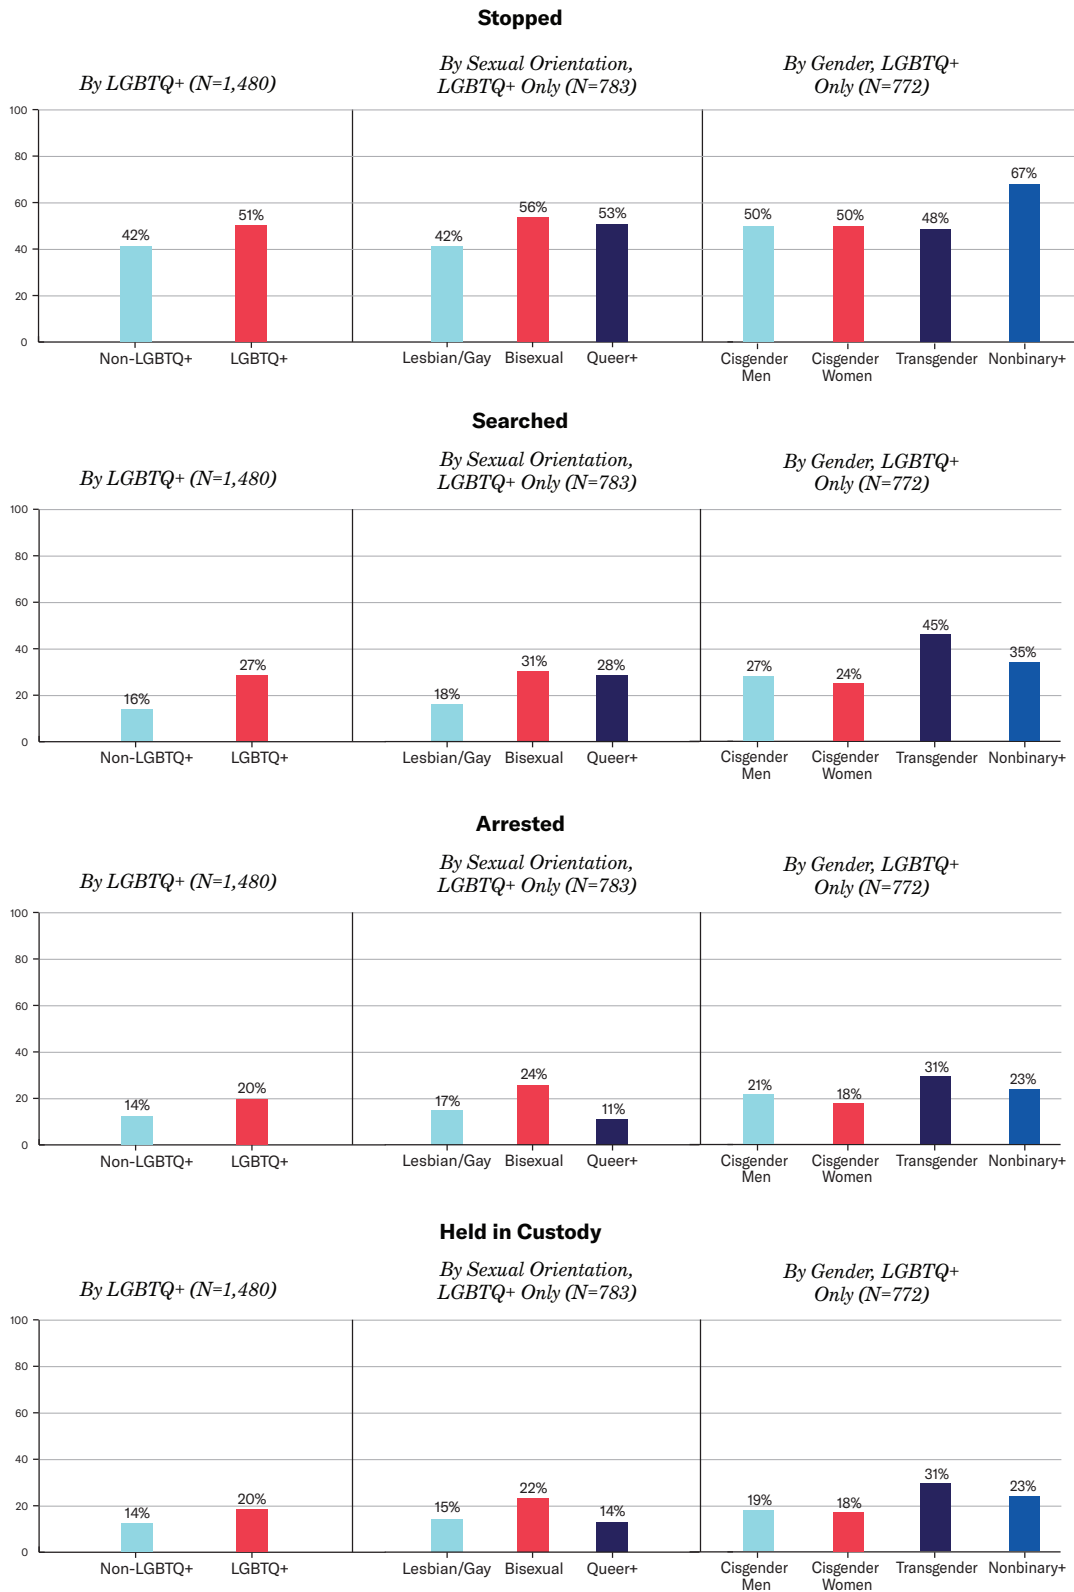 Stopped
By LGBTQ+ (N=1,480)
By Sexual Orientation,
LGBTQ+ Only (N=783)
By Gender, LGBTQ+
Only (N=772)
100
80
60
40
20
0
42%
51%
42%
56%
53%
50%
50%
48%
67%
Non-LGBTQ+
LGBTQ+
Lesbian/Gay
Bisexual
Queer+
Cisgender
Men
Cisgender
Women
Transgender
Nonbinary+
Searched
By LGBTQ+ (N=1,480)
By Sexual Orientation,
LGBTQ+ Only (N=783)
By Gender, LGBTQ+
Only (N=772)
100
80
60
40
20
0
16%
27%
18%
31%
28%
27%
24%
45%
35%
Non-LGBTQ+
LGBTQ+
Lesbian/Gay
Bisexual
Queer+
Cisgender
Men
Cisgender
Women
Transgender
Nonbinary+
Arrested
By LGBTQ+ (N=1,480)
By Sexual Orientation,
LGBTQ+ Only (N=783)
By Gender, LGBTQ+
Only (N=772)
100
80
60
40
20
0
14%
20%
17%
24%
11%
21%
18%
31%
23%
Non-LGBTQ+
LGBTQ+
Lesbian/Gay
Bisexual
Queer+
Cisgender
Men
Cisgender
Women
Transgender
Nonbinary+
Held in Custody
By LGBTQ+ (N=1,480)
By Sexual Orientation,
LGBTQ+ Only (N=783)
By Gender, LGBTQ+
Only (N=772)
100
80
60
40
20
0
14%
20%
15%
22%
14%
19%
18%
31%
23%
Non-LGBTQ+
LGBTQ+
Lesbian/Gay
Bisexual
Queer+
Cisgender
Men
Cisgender
Women
Transgender
Nonbinary+